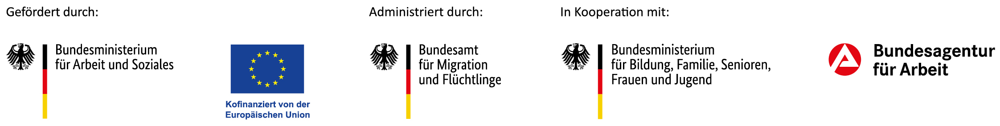 Gefördert durch:
Bundesministerium
für Arbeit und Soziales
Kofinanziert von der
Europäischen Union
Administriert durch:
Bundesamt
für Migration
und Flüchtlinge
In Kooperation mit:
Bundesministerium
für Bildung, Familie, Senioren,
Frauen und Jugend
Bundesagentur
für Arbeit